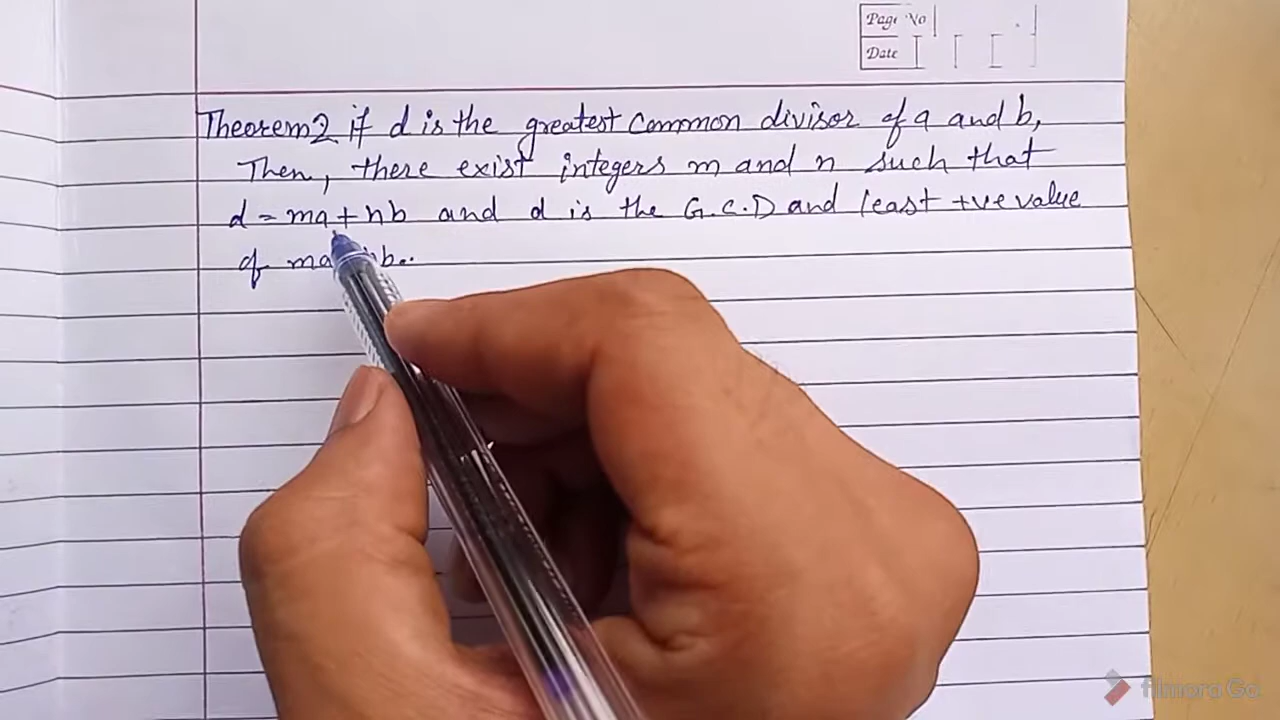 Page No
Date
Theorem 2 if d is the greatest common divisor of a and b,
Then, there exist integers m and n such that
d = ma + nb and d is the G.C.D and least +ve value
of ma b..
filmora Go